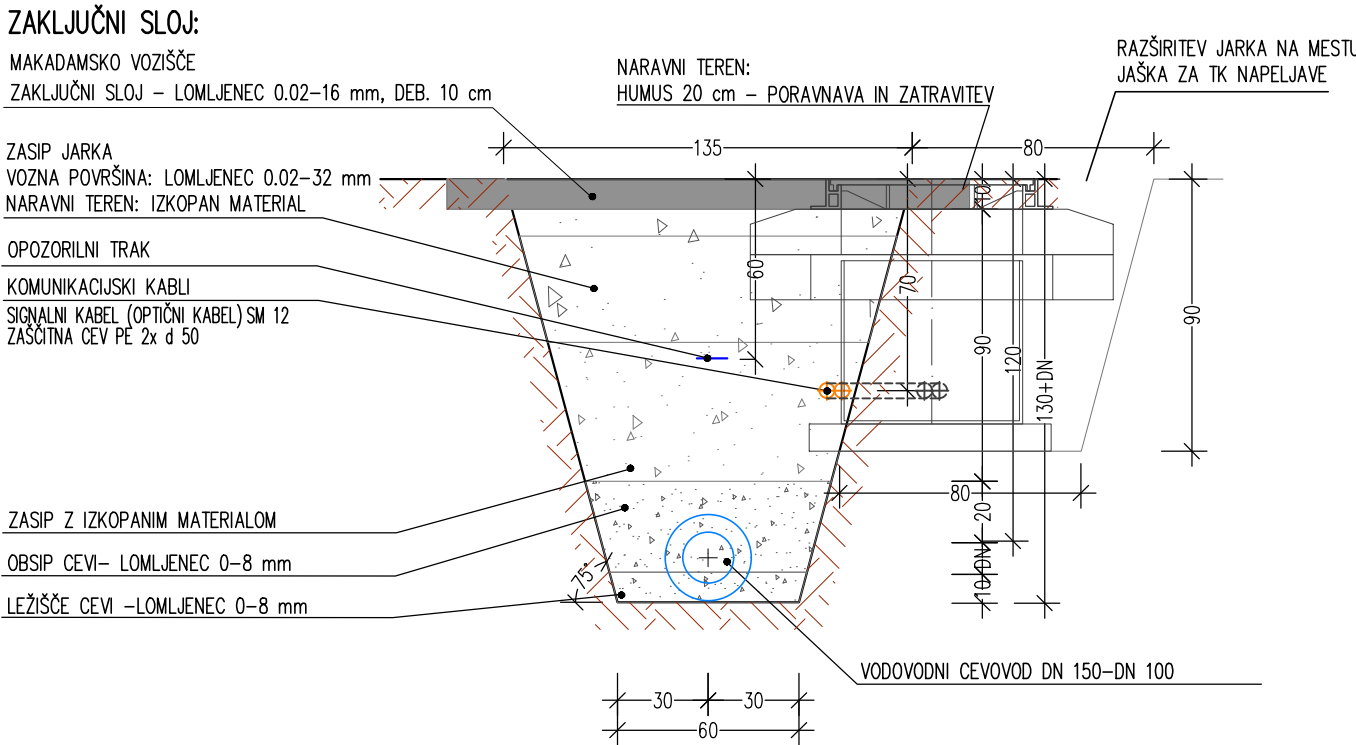 ZAKLJUČNI SLOJ:
MAKADAMSKO VOZIŠČE
ZAKLJUČNI SLOJ – LOMLJENEC 0.02–16 mm, DEB. 10 cm
NARAVNI TEREN:
HUMUS 20 cm – PORAVNAVA IN ZATRAVITEV
RAZŠIRITEV JARKA NA MESTU
JAŠKA ZA TK NAPELJAVE
ZASIP JARKA
VOZNA POVRŠINA: LOMLJENEC 0.02–32 mm
NARAVNI TEREN: IZKOPAN MATERIAL
OPOZORILNI TRAK
KOMUNIKACIJSKI KABLI
SIGNALNI KABEL (OPTIČNI KABEL) SM 12
ZAŠČITNA CEV PE 2x d 50
ZASIP Z IZKOPANIM MATERIALOM
OBSIP CEVI– LOMLJENEC 0–8 mm
LEŽIŠČE CEVI –LOMLJENEC 0–8 mm
VODOVODNI CEVOVOD DN 150–DN 100
135
80
10
60
70
90
120
130+DN
90
80
20
DN
10
75°
30
30
60